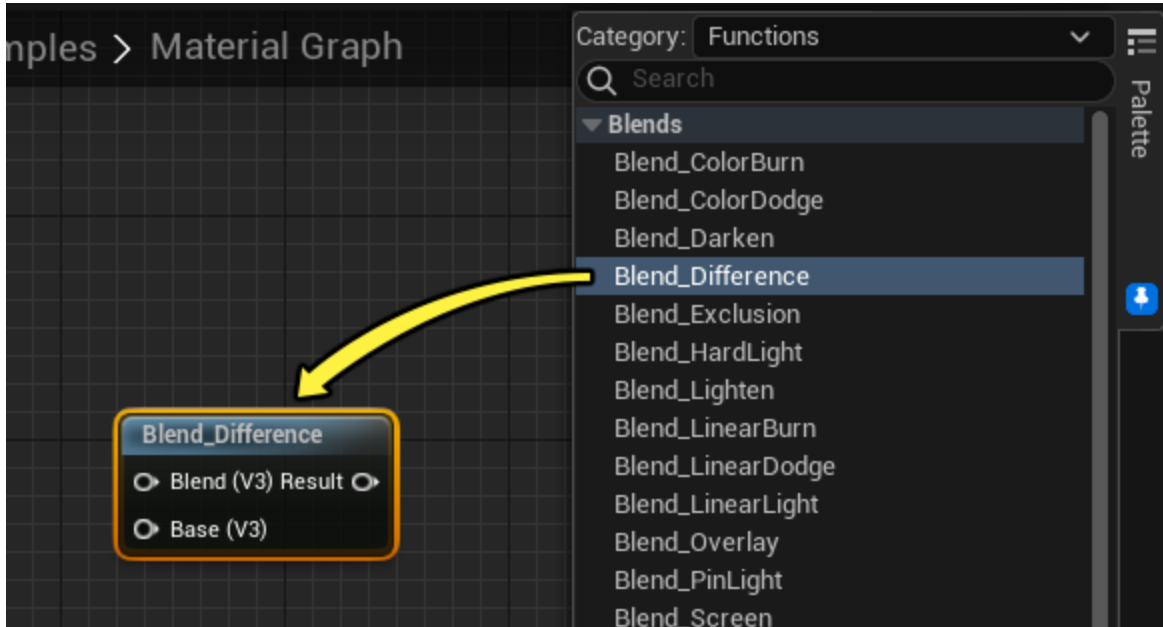 mples > Material Graph
Category: Functions
Search
Palette
Blends
Blend_ColorBurn
Blend_ColorDodge
Blend_Darken
Blend_Difference
Blend_Exclusion
Blend_HardLight
Blend_Lighten
Blend_LinearBurn
Blend_LinearDodge
Blend_LinearLight
Blend_Overlay
Blend_PinLight
Blend_Screen
Blend_Difference
Blend (V3) Result
Base (V3)